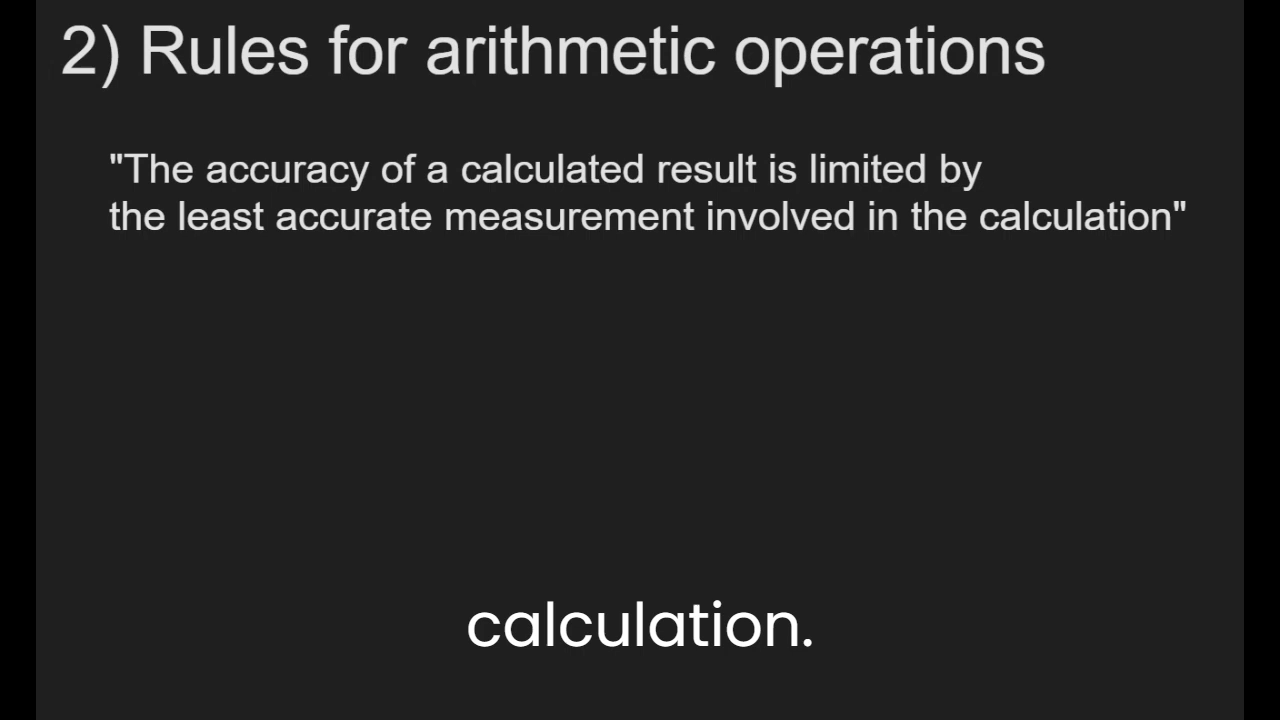 2) Rules for arithmetic operations
"The accuracy of a calculated result is limited by
the least accurate measurement involved in the calculation"
calculation.